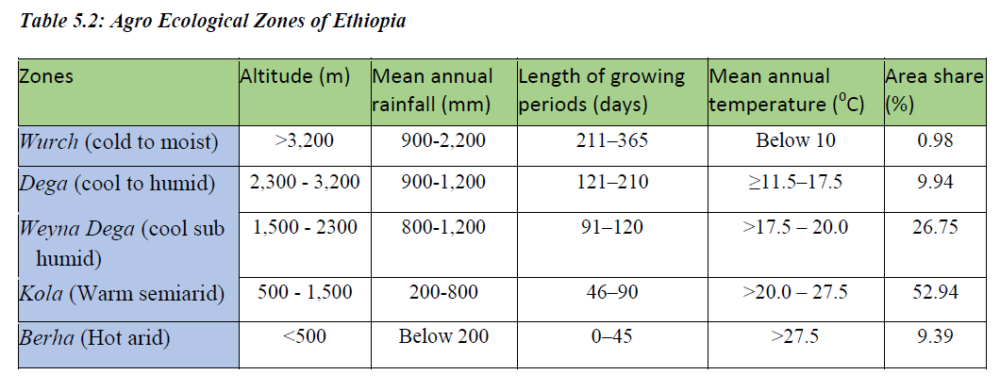 Table 5.2: Agro Ecological Zones of Ethiopia
Zones Altitude (m) Mean annual rainfall (mm) Length of growing periods (days) Mean annual temperature (⁰C) Area share (%)
Wurch (cold to moist) >3,200 900-2,200 211–365 Below 10 0.98
Dega (cool to humid) 2,300 - 3,200 900-1,200 121–210 ≥11.5–17.5 9.94
Weyna Dega (cool sub humid) 1,500 - 2300 800-1,200 91–120 >17.5 – 20.0 26.75
Kola (Warm semiarid) 500 - 1,500 200-800 46–90 >20.0 – 27.5 52.94
Berha (Hot arid) <500 Below 200 0–45 >27.5 9.39